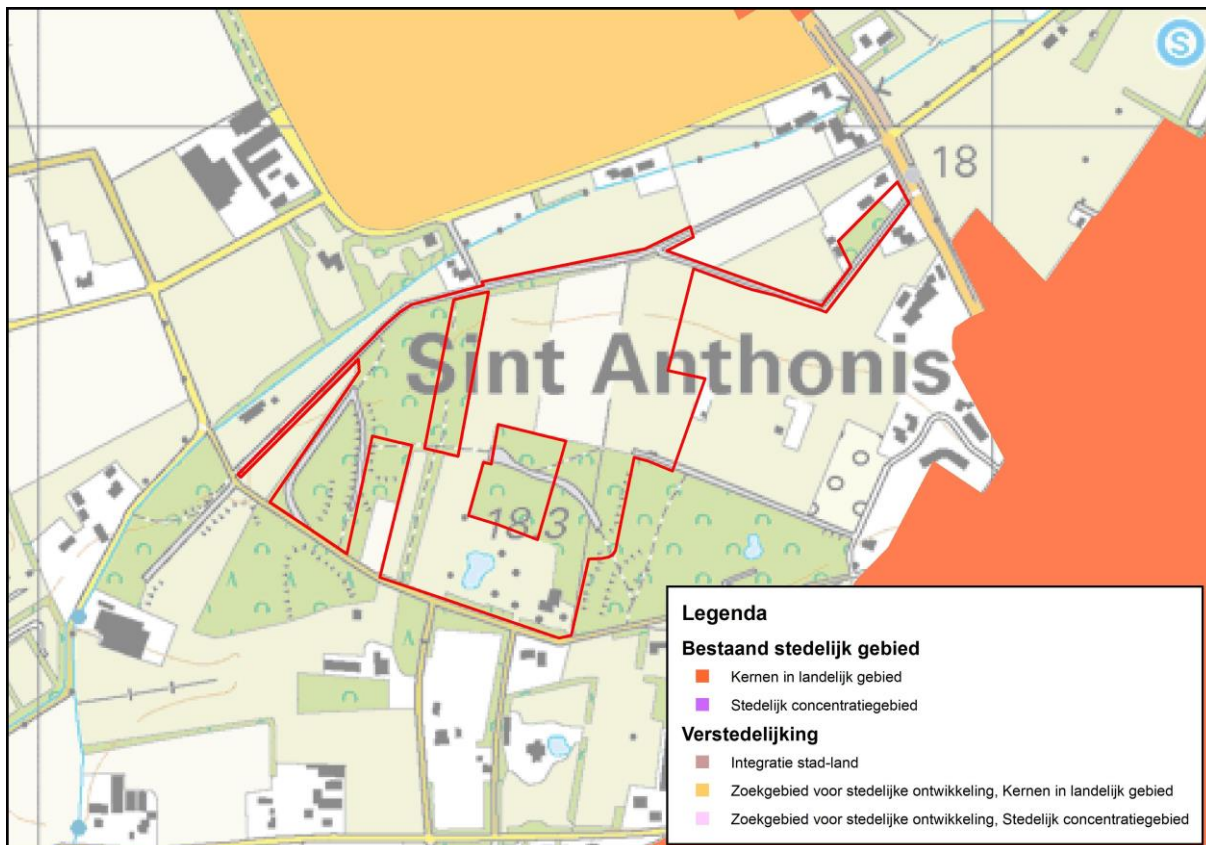 S
18
Sint Anthonis
18.3
Legenda
Bestaand stedelijk gebied
Kernen in landelijk gebied
Stedelijk concentratiegebied
Verstedelijking
Integratie stad-land
Zoekgebied voor stedelijke ontwikkeling, Kernen in landelijk gebied
Zoekgebied voor stedelijke ontwikkeling, Stedelijk concentratiegebied